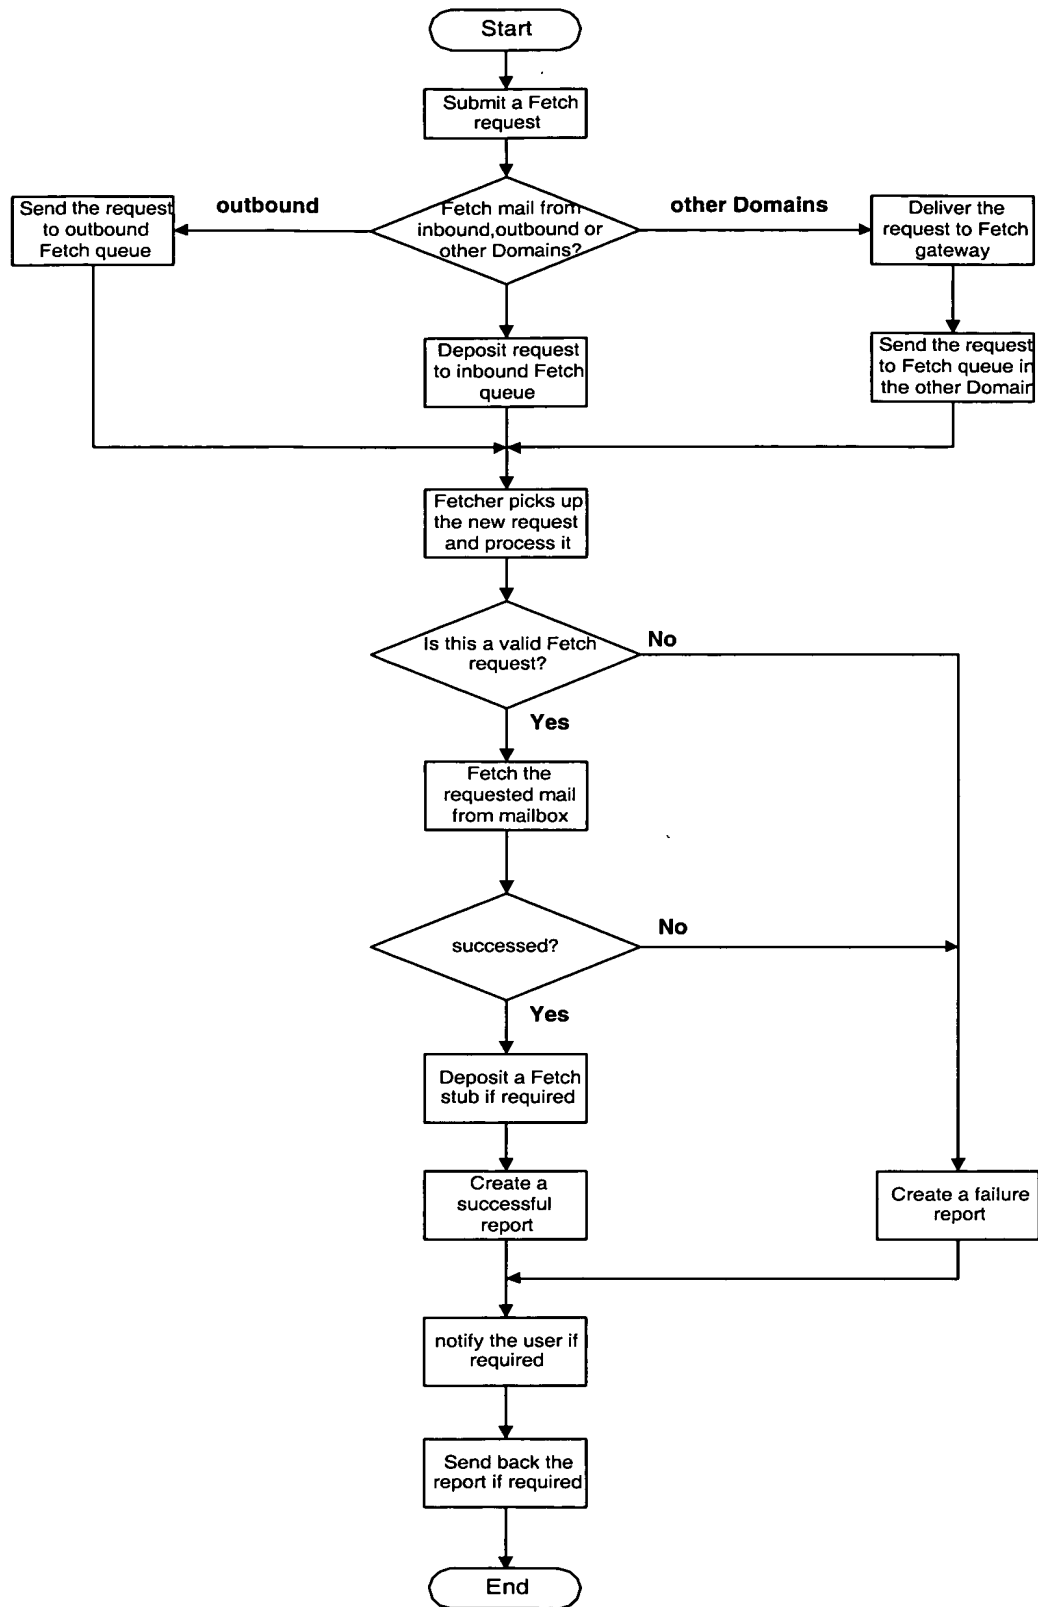 Start
Submit a Fetch
request
Send the request
to outbound
Fetch queue
outbound
Fetch mail from
inbound,outbound or
other Domains?
other Domains
Deliver the
request to Fetch
gateway
Deposit request
to inbound Fetch
queue
Send the request
to Fetch queue in
the other Domain
Fetcher picks up
the new request
and process it
Is this a valid Fetch
request?
No
Yes
Fetch the
requested mail
from mailbox
successed?
No
Yes
Deposit a Fetch
stub if required
Create a
successful
report
Create a failure
report
notify the user if
required
Send back the
report if required
End